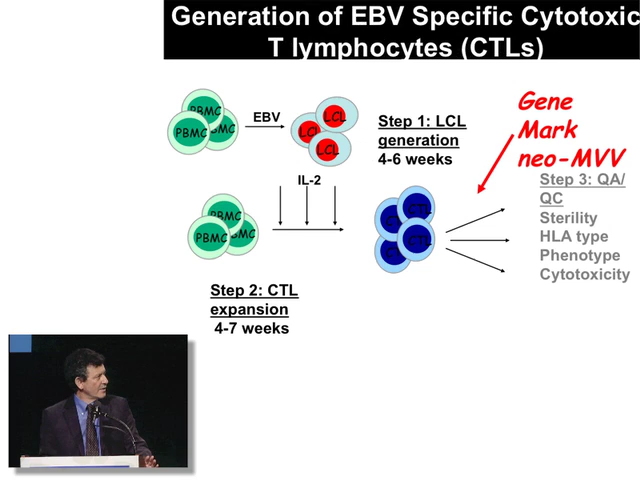 Generation of EBV Specific Cytotoxic
T lymphocytes (CTLs)
PBMC
PBMC
EBV
LCL
LCL
LCL
Step 1: LCL
generation
4-6 weeks
Gene
Mark
neo-MVV
IL-2
PBMC
PBMC
CTL
CTL
Step 3: QA/
QC
Sterility
HLA type
Phenotype
Cytotoxicity
Step 2: CTL
expansion
4-7 weeks